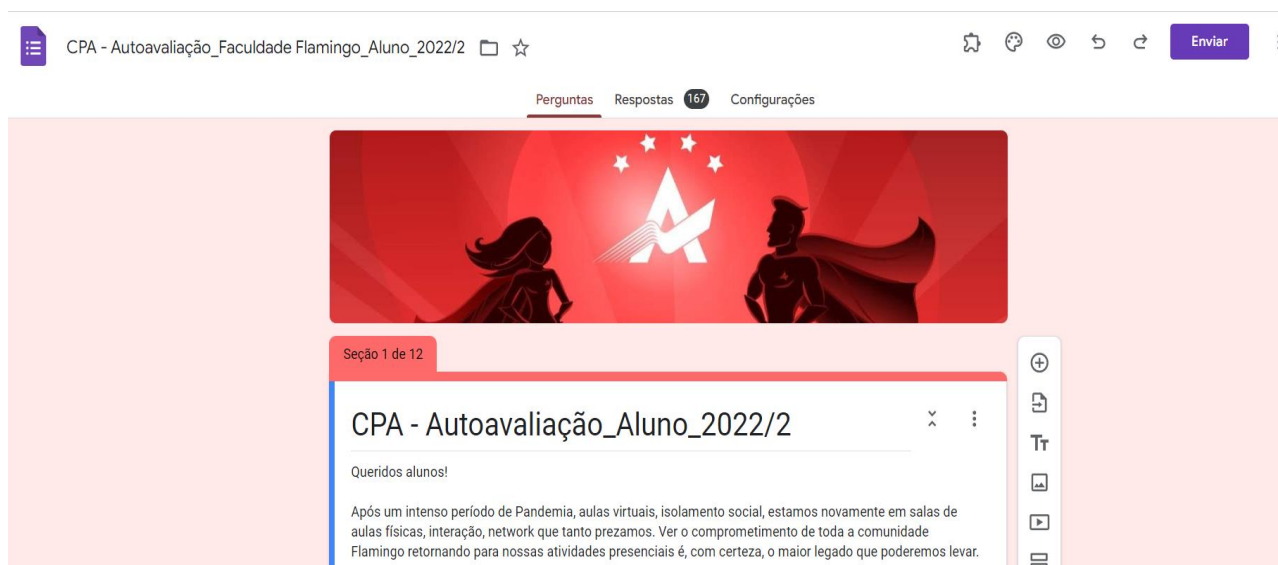 CPA - Autoavaliação_Faculdade Flamingo_Aluno_2022/2
Enviar
Perguntas Respostas 167 Configurações
Seção 1 de 12
CPA - Autoavaliação_Aluno_2022/2
Queridos alunos!
Após um intenso período de Pandemia, aulas virtuais, isolamento social, estamos novamente em salas de
aulas físicas, interação, network que tanto prezamos. Ver o comprometimento de toda a comunidade
Flamingo retornando para nossas atividades presenciais é, com certeza, o maior legado que poderemos levar.
Tт